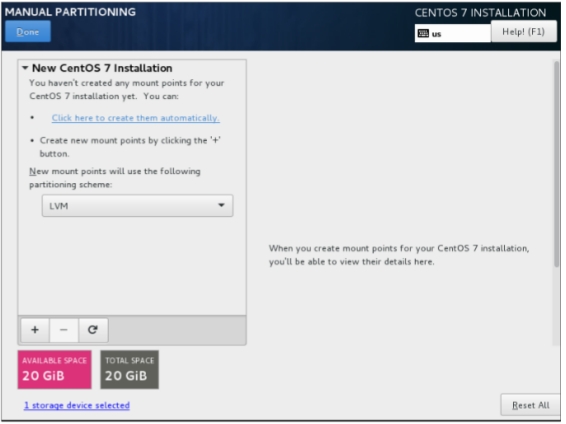 MANUAL PARTITIONING
CENTOS 7 INSTALLATION
Done
us
Help! (F1)
New CentOS 7 Installation
You haven't created any mount points for your
CentOS 7 installation yet. You can:
• Click here to create them automatically.
• Create new mount points by clicking the '+'
button.
New mount points will use the following
partitioning scheme:
LVM
When you create mount points for your CentOS 7 installation,
you'll be able to view their details here.
+ −
AVAILABLE SPACE
20 GiB
TOTAL SPACE
20 GiB
1 storage device selected
Reset All